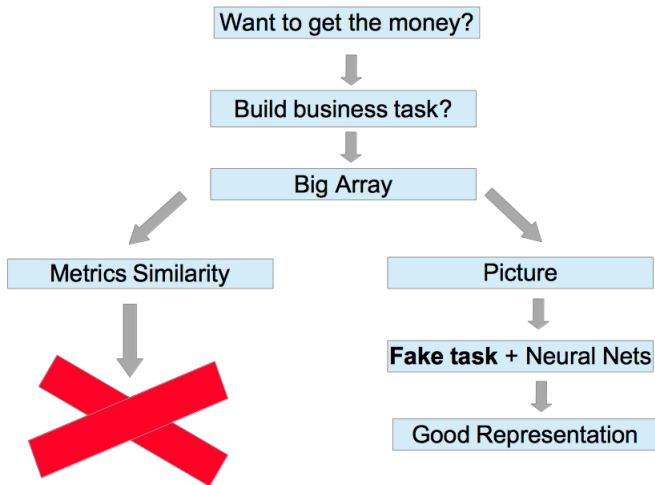 Want to get the money?
Build business task?
Big Array
Metrics Similarity
Picture
Fake task + Neural Nets
Good Representation